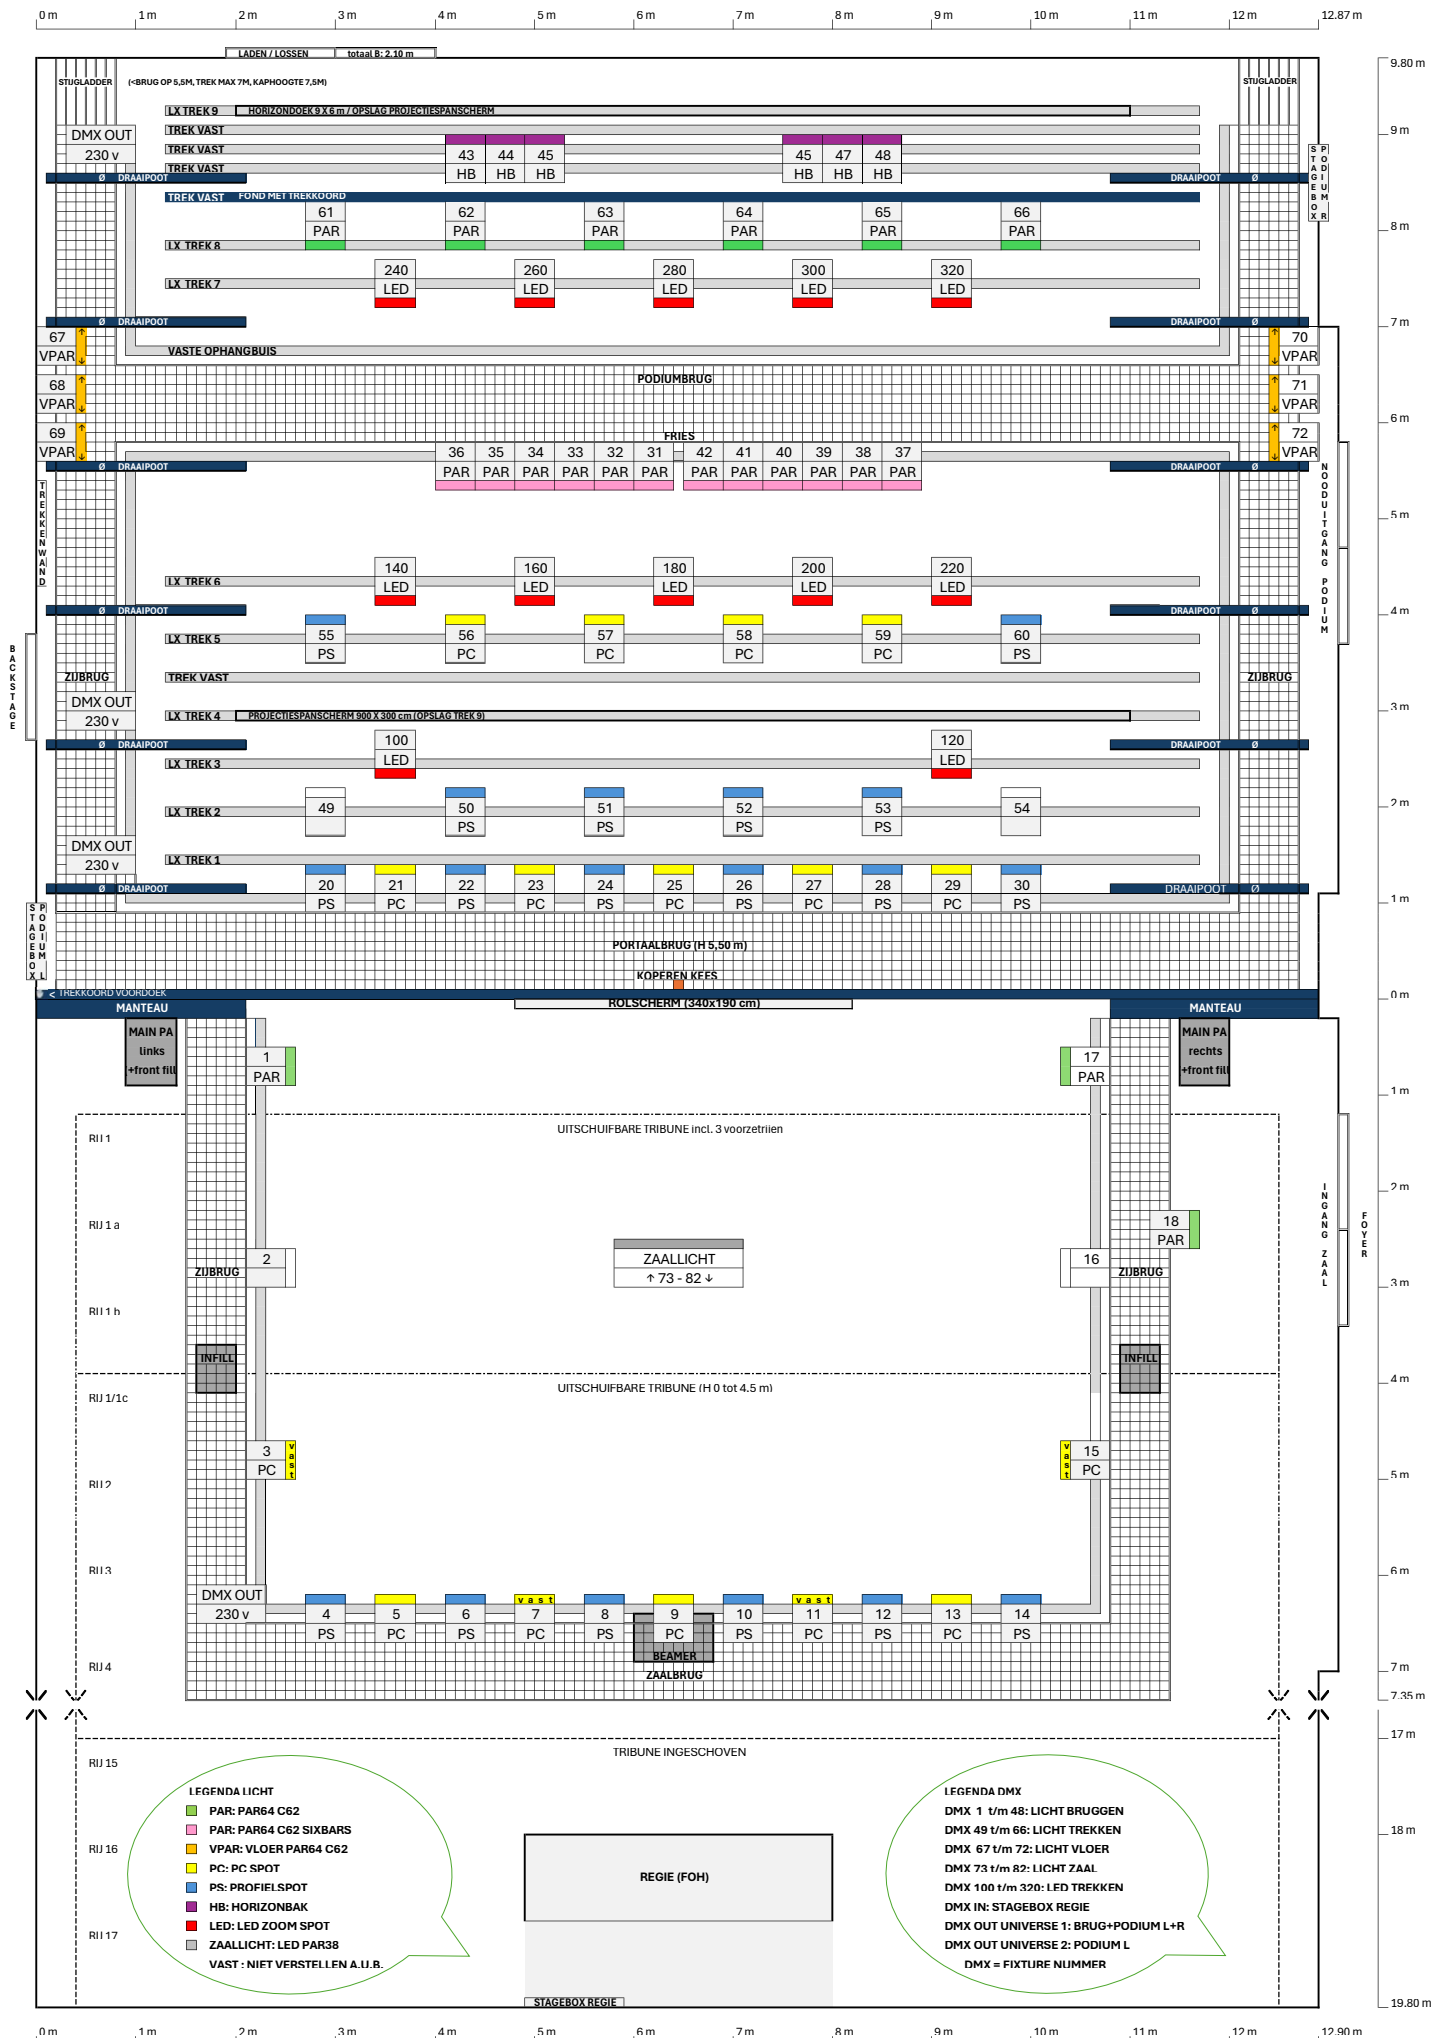 0 m 1 m 2 m 3 m 4 m 5 m 6 m 7 m 8 m 9 m 10 m 11 m 12 m 12.87 m
LADEN / LOSSEN totaal B: 2.10 m
9.80 m
STIJGLADDER (<BRUG OP 5,5M, TREK MAX 7M, KAPHOOGTE 7,5M) STIJGLADDER
LX TREK 9 HORIZONDOEK 9 X 6 m / OPSLAG PROJECTIESPANSCHERM
TREK VAST
9 m
DMX OUT
230 v
TREK VAST
43 44 45 45 47 48
HB HB HB HB HB HB
TREK VAST
STAGEBOX PODIUM R
Ø DRAAIPOOT DRAAIPOOT Ø
TREK VAST FOND MET TREKKOORD
61 62 63 64 65 66
PAR PAR PAR PAR PAR PAR
8 m
LX TREK 8
240 260 280 300 320
LX TREK 7
LED LED LED LED LED
Ø DRAAIPOOT DRAAIPOOT Ø
7 m
67 70
VPAR VPAR
VASTE OPHANGBUIS
PODIUMBRUG
68 71
VPAR VPAR
6 m
FRIES
69 72
VPAR VPAR
36 35 34 33 32 31 42 41 40 39 38 37
PAR PAR PAR PAR PAR PAR PAR PAR PAR PAR PAR PAR
Ø DRAAIPOOT DRAAIPOOT Ø
TREKKENWAND
NOODUITGANG PODIUM
5 m
140 160 180 200 220
LX TREK 6
LED LED LED LED LED
Ø DRAAIPOOT DRAAIPOOT Ø
4 m
55 56 57 58 59 60
LX TREK 5
PS PC PC PC PC PS
BACKSTAGE
ZIJBRUG TREK VAST ZIJBRUG
DMX OUT
230 v
3 m
LX TREK 4 PROJECTIESPANSCHERM 900 X 300 cm (OPSLAG TREK 9)
Ø DRAAIPOOT DRAAIPOOT Ø
100 120
LX TREK 3
LED LED
2 m
49 50 51 52 53 54
LX TREK 2
PS PS PS PS
DMX OUT
230 v
LX TREK 1
20 21 22 23 24 25 26 27 28 29 30
PS PC PS PC PS PC PS PC PS PC PS
Ø DRAAIPOOT DRAAIPOOT Ø
1 m
STAGEBOX PODIUM L
PORTAALBRUG (H 5,50 m)
KOPEREN KEES
0 m
< TREKKOORD VOORDOEK
ROLSCHERM (340x190 cm)
MANTEAU MANTEAU
MAIN PA links +front fill
MAIN PA rechts +front fill
1 17
PAR PAR
1 m
UITSCHUIFBARE TRIBUNE incl. 3 voorzetrijen
RIJ 1
2 m
RIJ 1 a
18
PAR
INGANG ZAAL
FOYER
2 ZAALLICHT 16
ZIJBRUG ↑ 73 - 82 ↓ ZIJBRUG
3 m
RIJ 1 b
INFILL INFILL
4 m
UITSCHUIFBARE TRIBUNE (H 0 tot 4.5 m)
RIJ 1/1c
3 vast vast 15
PC PC
5 m
RIJ 2
RIJ 3
6 m
DMX OUT
230 v
vast vast
4 5 6 7 8 9 10 11 12 13 14
PS PC PS PC PS PC PS PC PS PC PS
BEAMER
ZAALBRUG
RIJ 4
7 m
7.35 m
17 m
TRIBUNE INGESCHOVEN
RIJ 15
LEGENDA LICHT
PAR: PAR64 C62
PAR: PAR64 C62 SIXBARS
VPAR: VLOER PAR64 C62
PC: PC SPOT
PS: PROFIELSPOT
HB: HORIZONBAK
LED: LED ZOOM SPOT
ZAALLICHT: LED PAR38
VAST : NIET VERSTELLEN A.U.B.
LEGENDA DMX
DMX 1 t/m 48: LICHT BRUGGEN
DMX 49 t/m 66: LICHT TREKKEN
DMX 67 t/m 72: LICHT VLOER
DMX 73 t/m 82: LICHT ZAAL
DMX 100 t/m 320: LED TREKKEN
DMX IN: STAGEBOX REGIE
DMX OUT UNIVERSE 1: BRUG+PODIUM L+R
DMX OUT UNIVERSE 2: PODIUM L
DMX = FIXTURE NUMMER
18 m
RIJ 16
REGIE (FOH)
RIJ 17
STAGEBOX REGIE
19.80 m
0 m 1 m 2 m 3 m 4 m 5 m 6 m 7 m 8 m 9 m 10 m 11 m 12 m 12.90 m